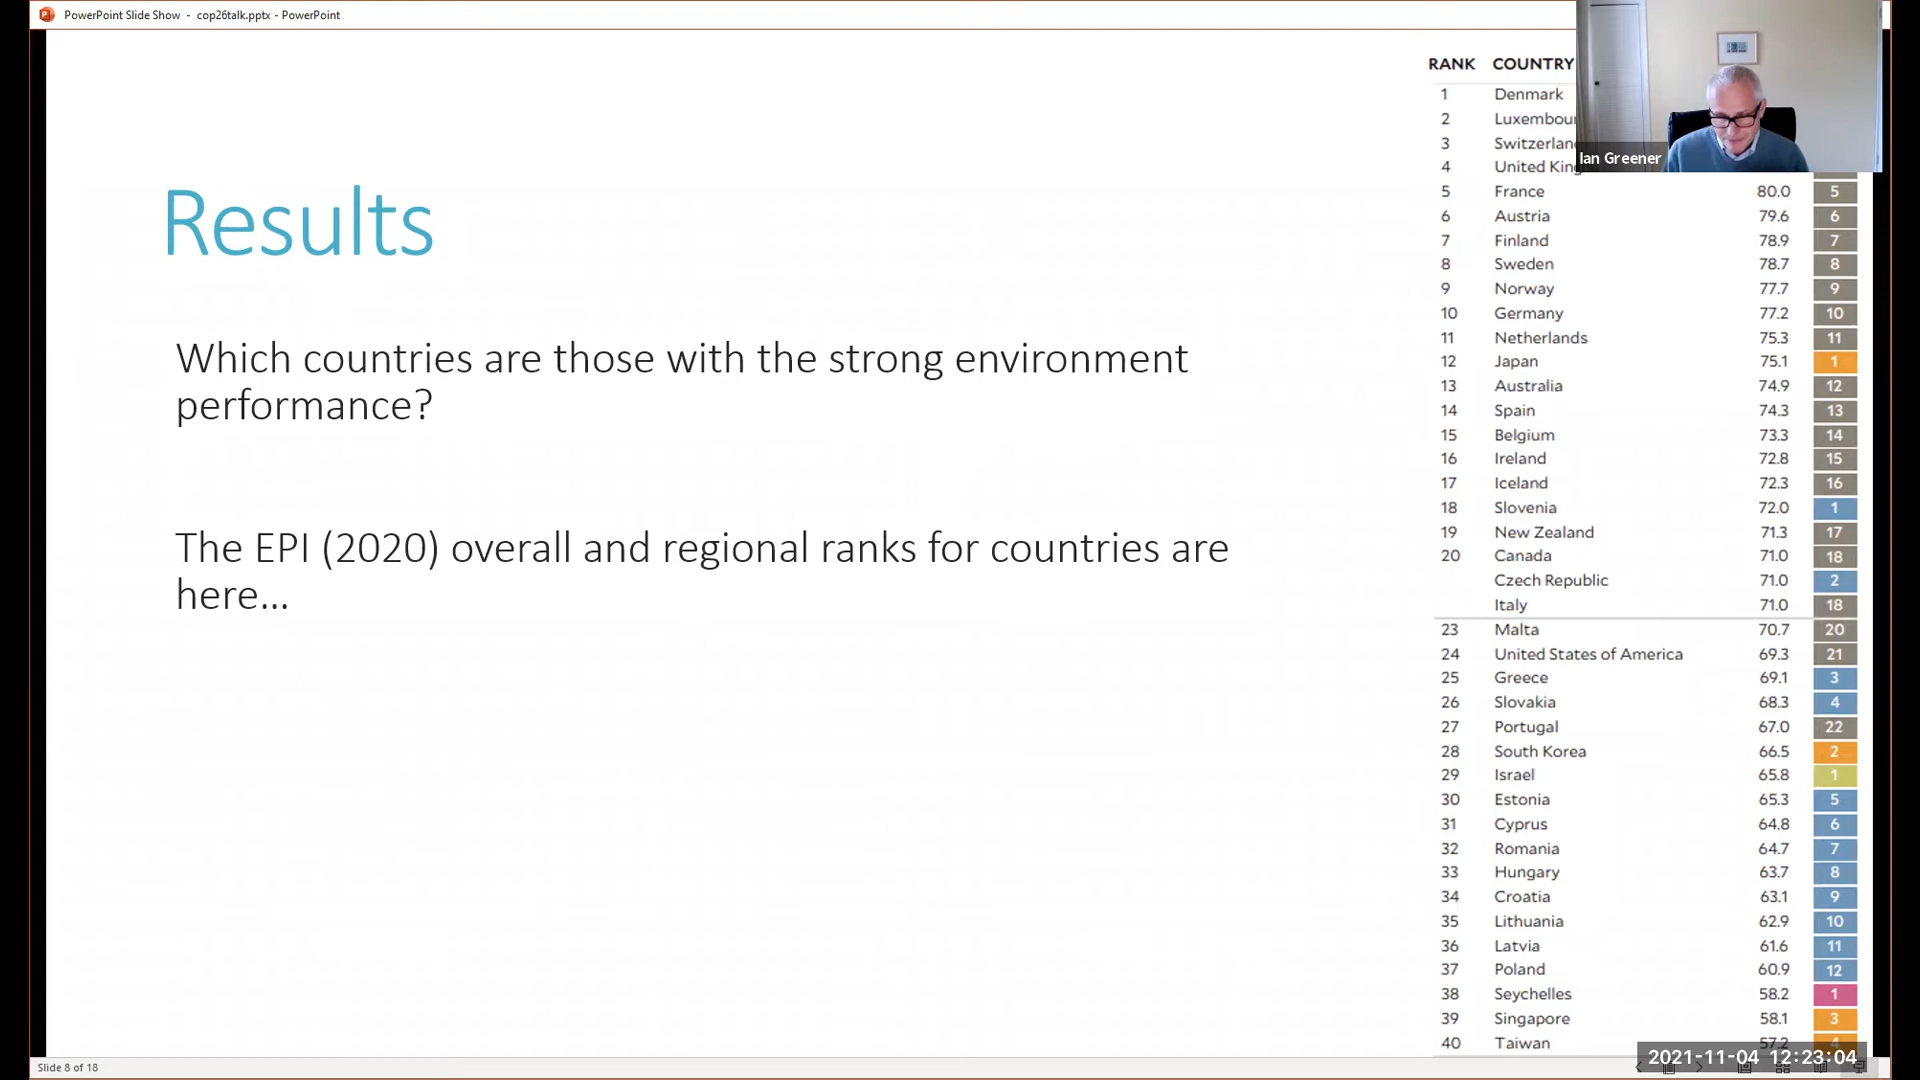 PowerPoint Slide Show - cop26talk.pptx - PowerPoint
Results
Which countries are those with the strong environment
performance?
The EPI (2020) overall and regional ranks for countries are
here...
RANK COUNTRY
1 Denmark
2
3
4 United
5 France 80.0 5
6 Austria 79.6 6
7 Finland 78.9 7
8 Sweden 78.7 8
9 Norway 77.7 9
10 Germany 77.2 10
11 Netherlands 75.3 11
12 Japan 75.1 1
13 Australia 74.9 12
14 Spain 74.3 13
15 Belgium 73.3 14
16 Ireland 72.8 15
17 Iceland 72.3 16
18 Slovenia 72.0 1
19 New Zealand 71.3 17
20 Canada 71.0 18
Czech Republic 71.0 2
Italy 71.0 18
23 Malta 70.7 20
24 United States of America 69.3 21
25 Greece 69.1 3
26 Slovakia 68.3 4
27 Portugal 67.0 22
28 South Korea 66.5 2
29 Israel 65.8 1
30 Estonia 65.3 5
31 Cyprus 64.8 6
32 Romania 64.7 7
33 Hungary 63.7 8
34 Croatia 63.1 9
35 Lithuania 62.9 10
36 Latvia 61.6 11
37 Poland 60.9 12
38 Seychelles 58.2 1
39 Singapore 58.1 3
40 Taiwan 57.2 4
Ian Greener
Slide 8 of 18
2021-11-04 12:23:04